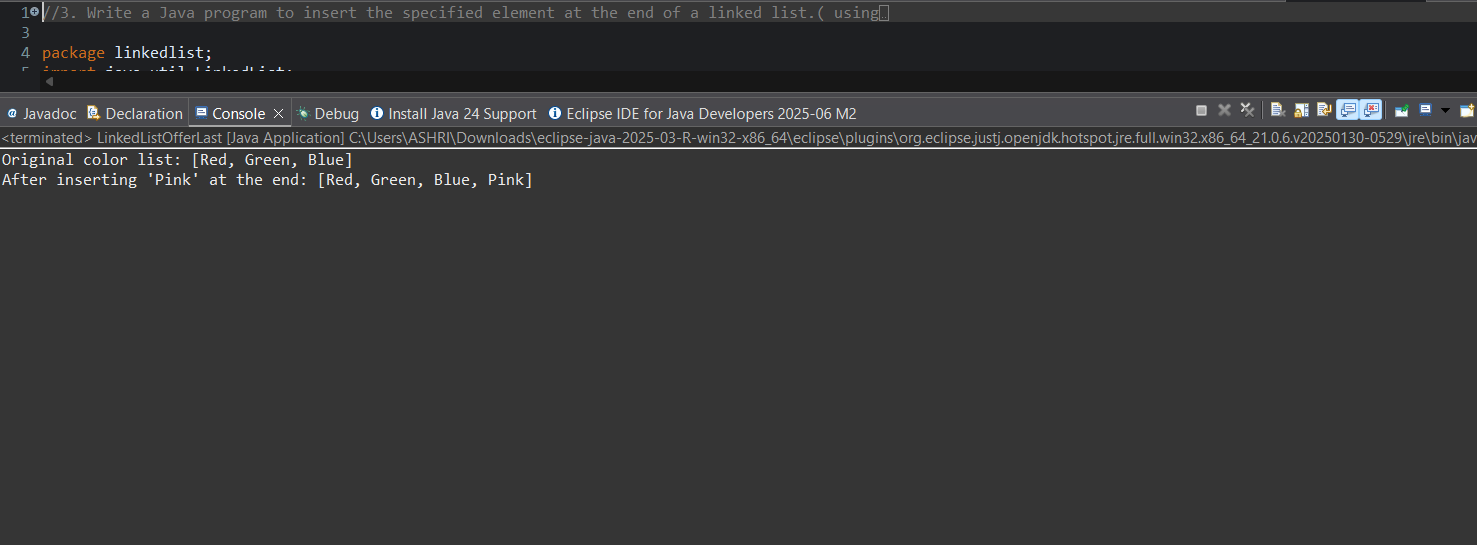 1 //3. Write a Java program to insert the specified element at the end of a linked list.( using
3
4 package linkedlist;
5 import java.util.LinkedList;
@ Javadoc Declaration Console Debug Install Java 24 Support Eclipse IDE for Java Developers 2025-06 M2
<terminated> LinkedListOfferLast [Java Application] C:\Users\ASHRI\Downloads\eclipse-java-2025-03-R-win32-x86_64\eclipse\plugins\org.eclipse.justj.openjdk.hotspot.jre.full.win32.x86_64_21.0.6.v20250130-0529\jre\bin\jav
Original color list: [Red, Green, Blue]
After inserting 'Pink' at the end: [Red, Green, Blue, Pink]